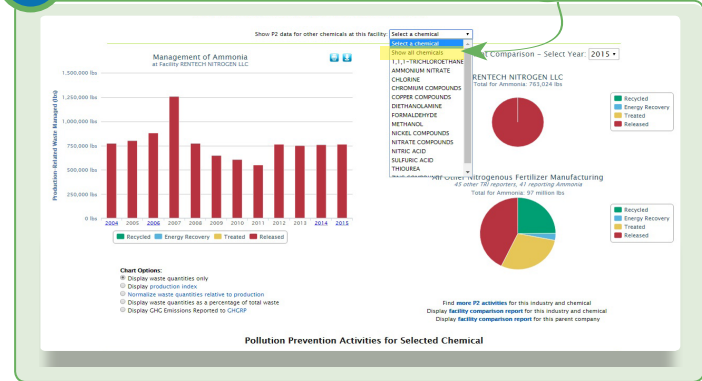 Show P2 data for other chemicals at this facility: Select a chemical
Select a chemical
Show all chemicals
1,1,1-TRICHLOROETHANE
AMMONIUM NITRATE
CHLORINE
CHROMIUM COMPOUNDS
COPPER COMPOUNDS
DIETHANOLAMINE
FORMALDEHYDE
METHANOL
NICKEL COMPOUNDS
NITRATE COMPOUNDS
NITRIC ACID
SULFURIC ACID
THIOUREA
Management of Ammonia
at Facility RENTECH NITROGEN LLC
Production-Related Waste Managed (lbs)
1,500,000 lbs
1,250,000 lbs
1,000,000 lbs
750,000 lbs
500,000 lbs
250,000 lbs
0 lbs
2004 2005 2006 2007 2008 2009 2010 2011 2012 2013 2014 2015
Recycled Energy Recovery Treated Released
Chart Options:
Display waste quantities only
Display production index
Normalize waste quantities relative to production
Display waste quantities as a percentage of total waste
Display GHG Emissions Reported to GHGRP
Comparison - Select Year: 2015
RENTECH NITROGEN LLC
Total for Ammonia: 763,024 lbs
Recycled
Energy Recovery
Treated
Released
Other Nitrogenous Fertilizer Manufacturing
45 other TRI reporters, 41 reporting Ammonia
Total for Ammonia: 97 million lbs
Recycled
Energy Recovery
Treated
Released
Find more P2 activities for this industry and chemical
Display facility comparison report for this industry and chemical
Display facility comparison report for this parent company
Pollution Prevention Activities for Selected Chemical